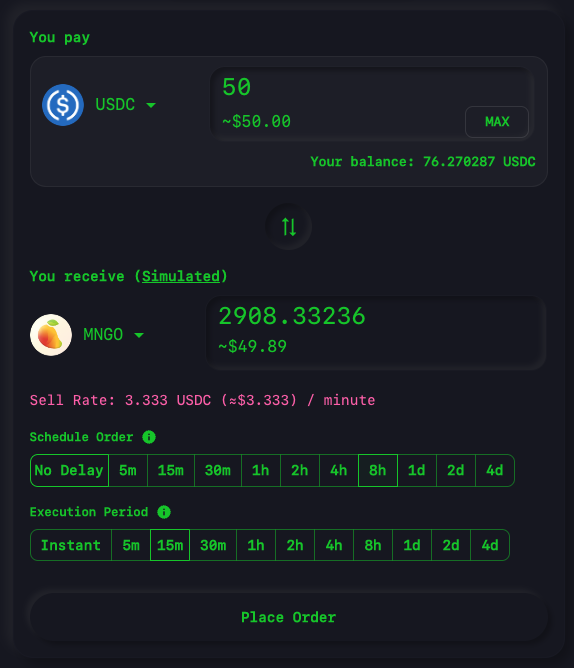 You pay
USDC
50
~$50.00
MAX
Your balance: 76.270287 USDC
You receive (Simulated)
MNGO
2908.33236
~$49.89
Sell Rate: 3.333 USDC (≈$3.333) / minute
Schedule Order
No Delay 5m 15m 30m 1h 2h 4h 8h 1d 2d 4d
Execution Period
Instant 5m 15m 30m 1h 2h 4h 8h 1d 2d 4d
Place Order